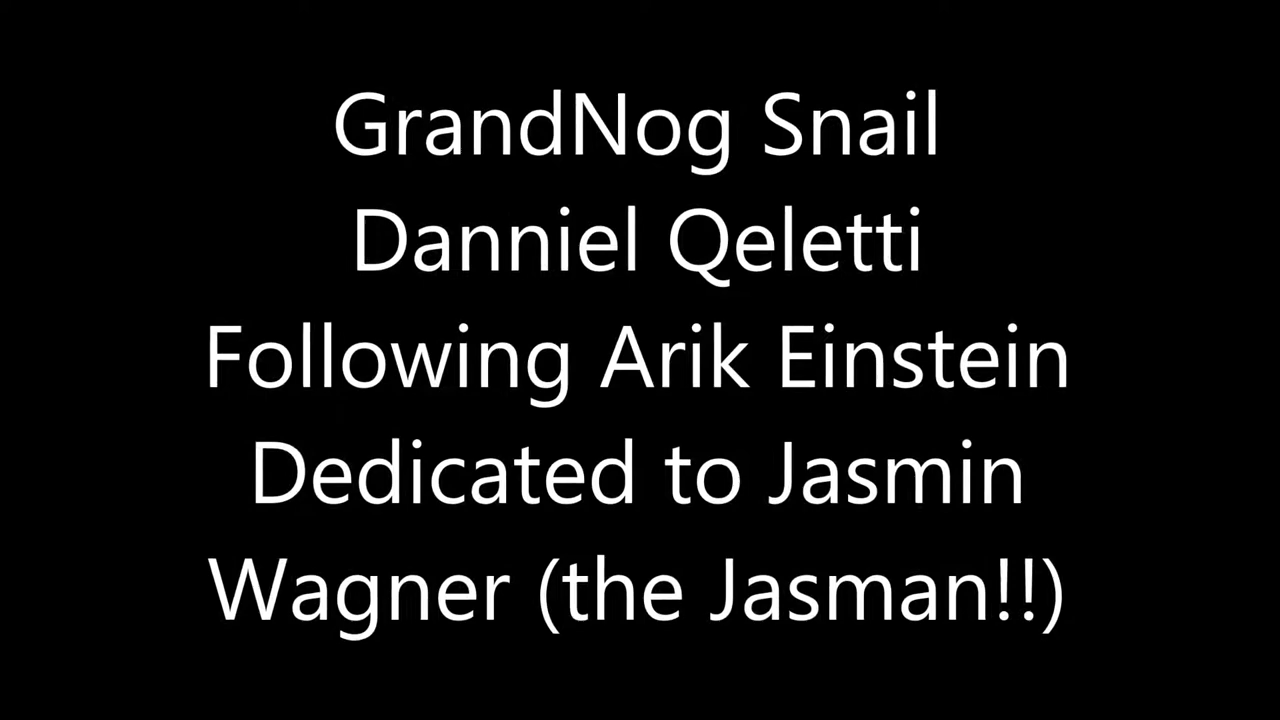 GrandNog Snail
Danniel Qeletti
Following Arik Einstein
Dedicated to Jasmin
Wagner (the Jasman!!)